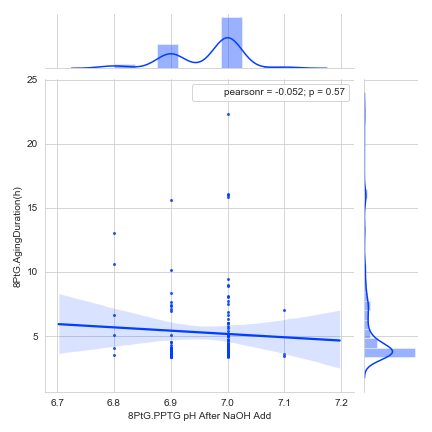 pearsonr = -0.052; p = 0.57
25
20
15
10
5
8PtG.AgingDuration(h)
6.7 6.8 6.9 7.0 7.1 7.2
8PtG.PPTG pH After NaOH Add